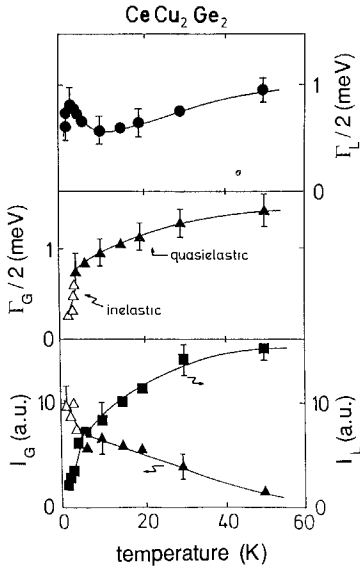 CeCu2Ge2
1
1
Γ_L/2 (meV)
0
Γ_G/2 (meV)
1
quasielastic
inelastic
0
I_G (a.u.)
10
10
I_L (a.u.)
0
0
20
40
60
temperature (K)